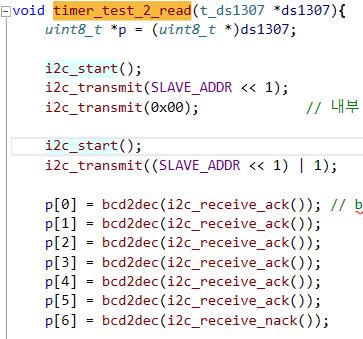 void timer_test_2_read(t_ds1307 *ds1307){
uint8_t *p = (uint8_t *)ds1307;
i2c_start();
i2c_transmit(SLAVE_ADDR << 1);
i2c_transmit(0x00); // 내부
i2c_start();
i2c_transmit((SLAVE_ADDR << 1) | 1);
p[0] = bcd2dec(i2c_receive_ack()); // b
p[1] = bcd2dec(i2c_receive_ack());
p[2] = bcd2dec(i2c_receive_ack());
p[3] = bcd2dec(i2c_receive_ack());
p[4] = bcd2dec(i2c_receive_ack());
p[5] = bcd2dec(i2c_receive_ack());
p[6] = bcd2dec(i2c_receive_nack());